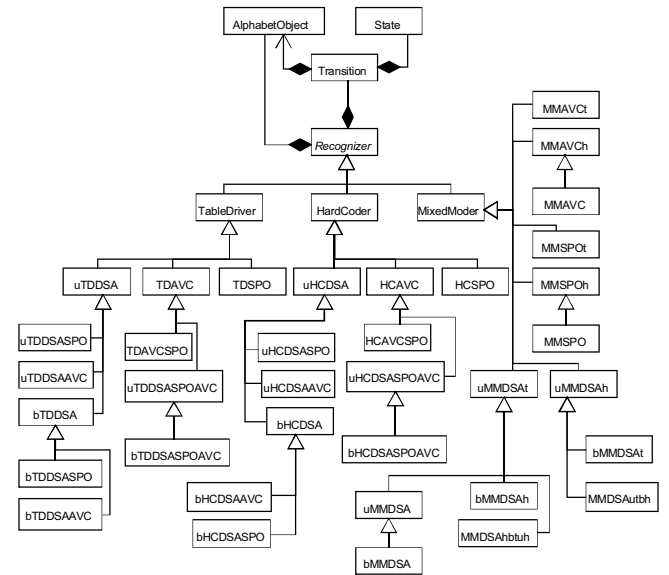 AlphabetObject
State
Transition
Recognizer
TableDriver
HardCoder
MixedModer
MMAVCt
MMAVCh
MMAVC
MMSPOt
MMSPOh
MMSPO
uTDDSA
TDAVC
TDSPO
uHCDSA
HCAVC
HCSPO
uTDDSASPO
uTDDSAAVC
bTDDSA
bTDDSASPO
bTDDSAAVC
TDAVCSPO
uTDDSASPOAVC
bTDDSASPOAVC
uHCDSASPO
uHCDSAAVC
bHCDSA
bHCDSAAVC
bHCDSASPO
HCAVCSPO
uHCDSASPOAVC
bHCDSASPOAVC
uMMDSAt
uMMDSAh
uMMDSA
bMMDSA
bMMDSAh
MMDSAhbtuh
bMMDSAt
MMDSAutbh